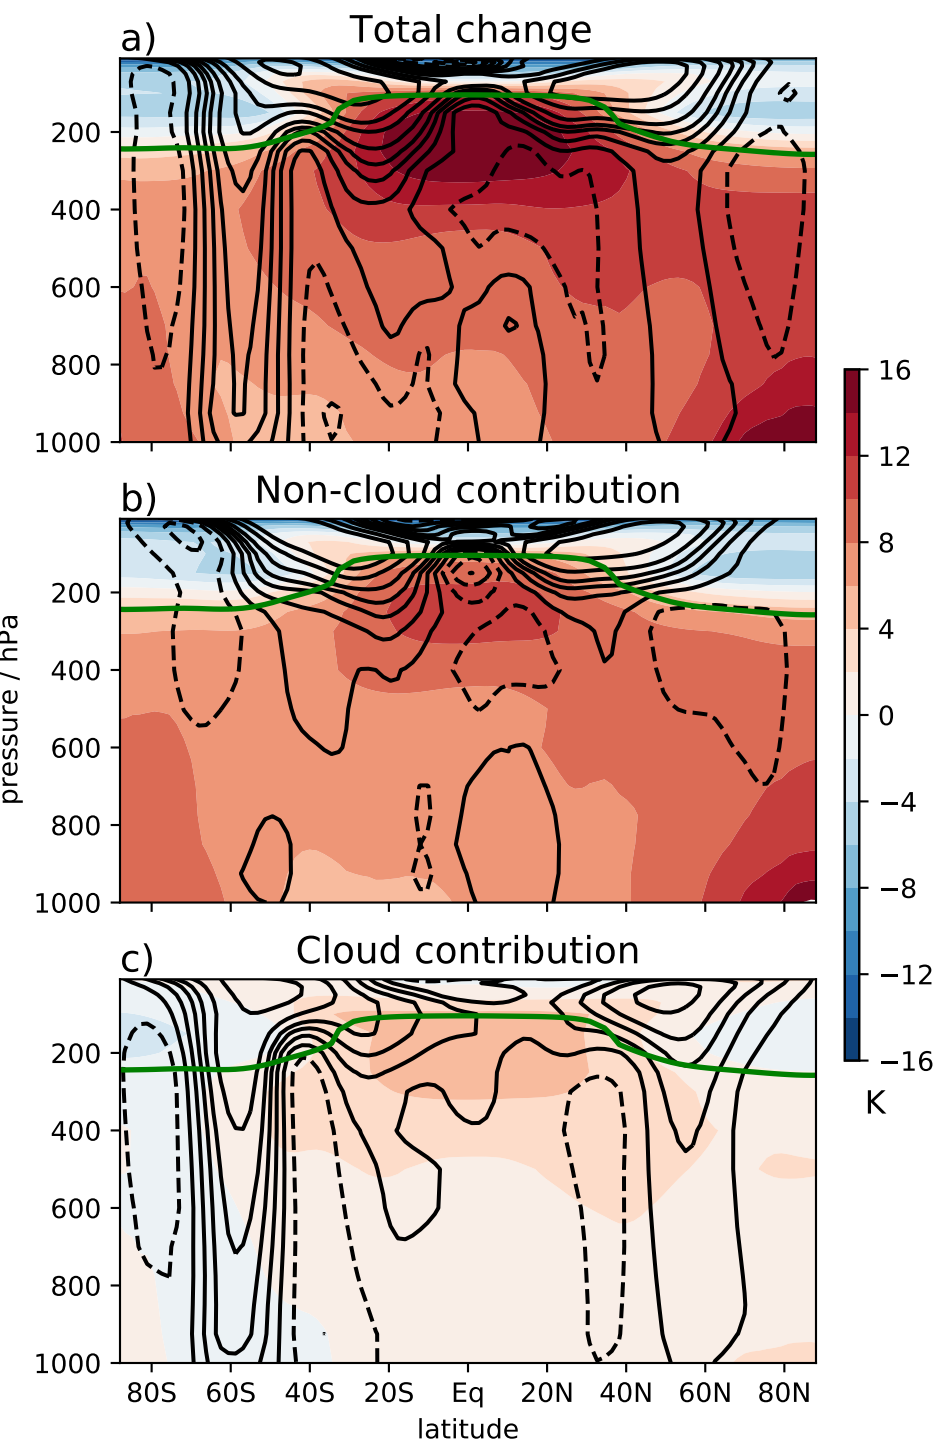 Total change
a)
200
400
600
800
1000
Non-cloud contribution
b)
200
400
600
800
1000
pressure / hPa
16
12
8
4
0
−4
−8
−12
−16
K
Cloud contribution
c)
200
400
600
800
1000
80S 60S 40S 20S Eq 20N 40N 60N 80N
latitude